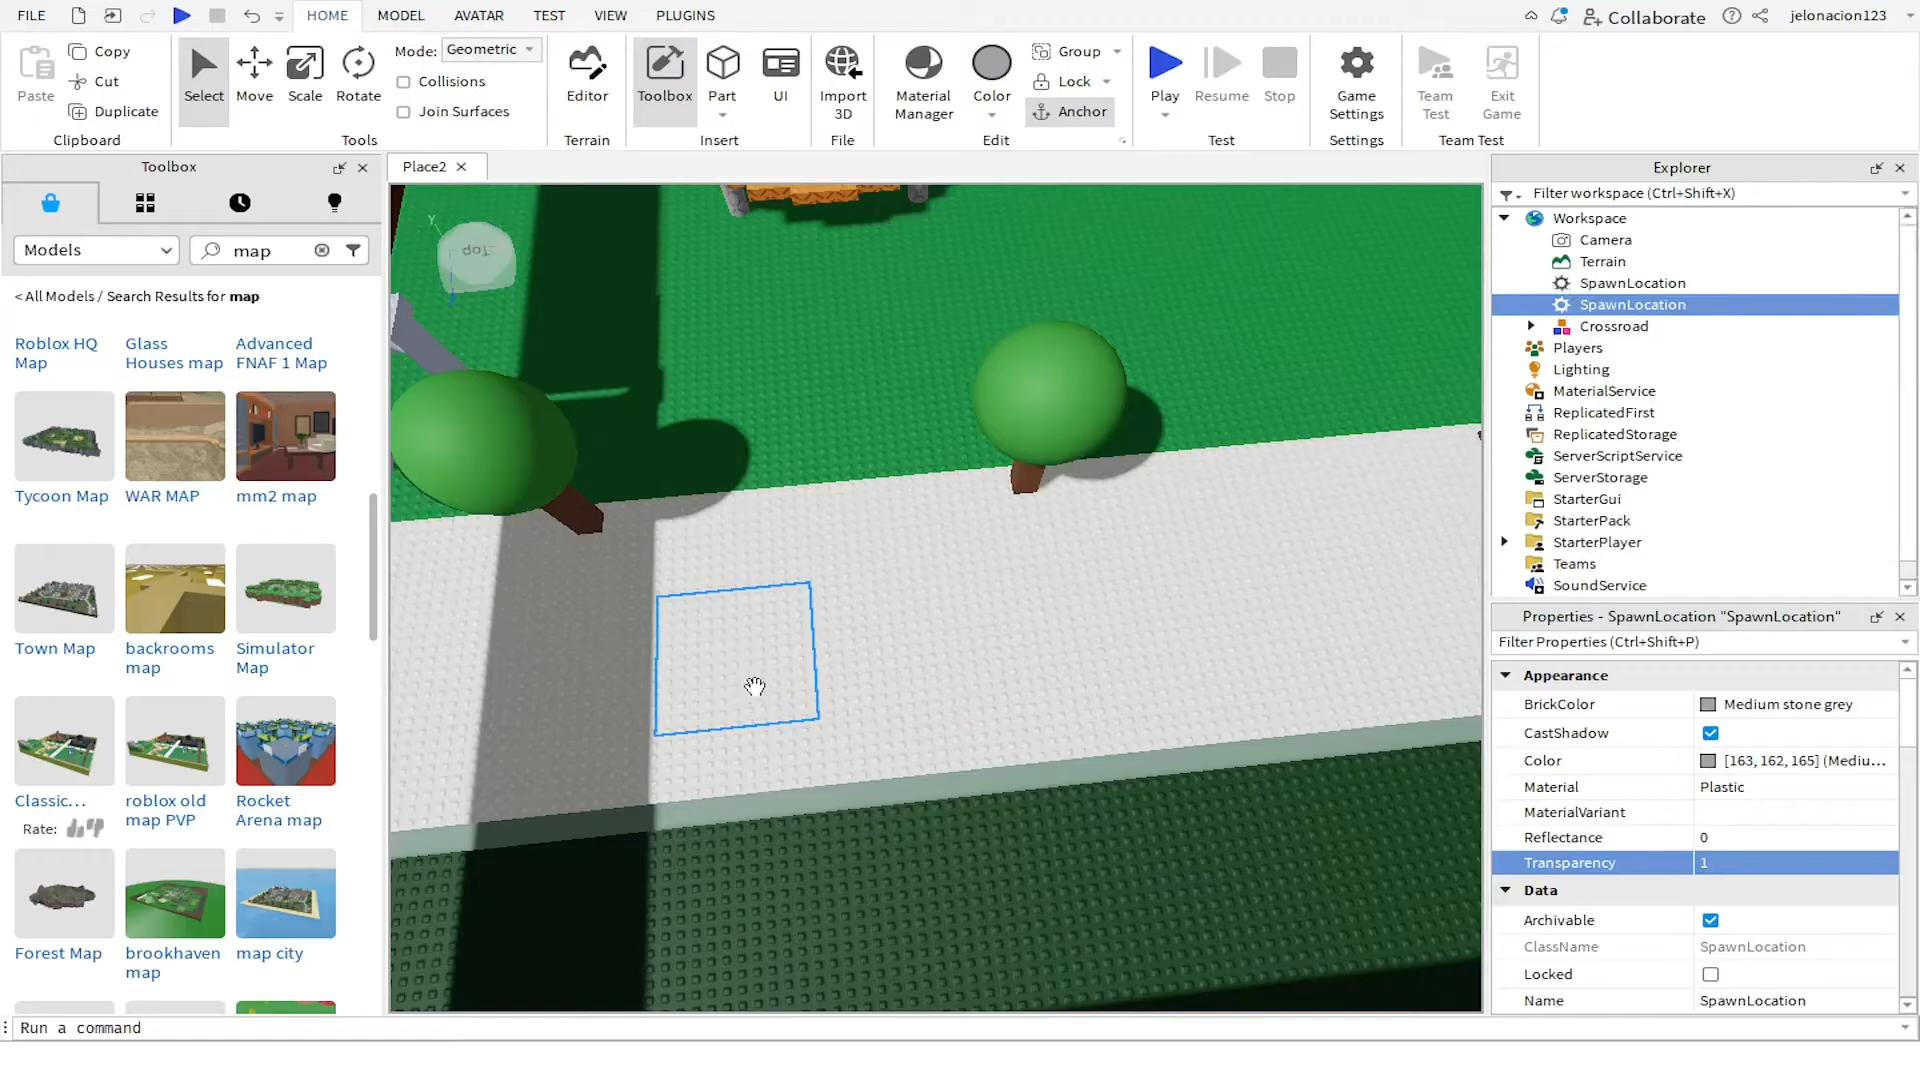 FILE
HOME
MODEL
AVATAR
TEST
VIEW
PLUGINS
Collaborate
jelonacion123
Paste
Copy
Cut
Duplicate
Clipboard
Select
Move
Scale
Rotate
Mode: Geometric
Collisions
Join Surfaces
Tools
Editor
Terrain
Toolbox
Part
UI
Insert
Import
3D
File
Material
Manager
Color
Group
Lock
Anchor
Edit
Play
Resume
Stop
Test
Game
Settings
Settings
Team
Test
Exit
Game
Team Test
Toolbox
Models
map
< All Models / Search Results for map
Roblox HQ
Map
Glass
Houses map
Advanced
FNAF 1 Map
Tycoon Map
WAR MAP
mm2 map
Town Map
backrooms
map
Simulator
Map
Classic...
Rate:
roblox old
map PVP
Rocket
Arena map
Forest Map
brookhaven
map
map city
Place2
Y
Top
Explorer
Filter workspace (Ctrl+Shift+X)
Workspace
Camera
Terrain
SpawnLocation
SpawnLocation
Crossroad
Players
Lighting
MaterialService
ReplicatedFirst
ReplicatedStorage
ServerScriptService
ServerStorage
StarterGui
StarterPack
StarterPlayer
Teams
SoundService
Properties - SpawnLocation "SpawnLocation"
Filter Properties (Ctrl+Shift+P)
Appearance
BrickColor Medium stone grey
CastShadow
Color [163, 162, 165] (Mediu...
Material Plastic
MaterialVariant
Reflectance 0
Transparency 1
Data
Archivable
ClassName SpawnLocation
Locked
Name SpawnLocation
Run a command